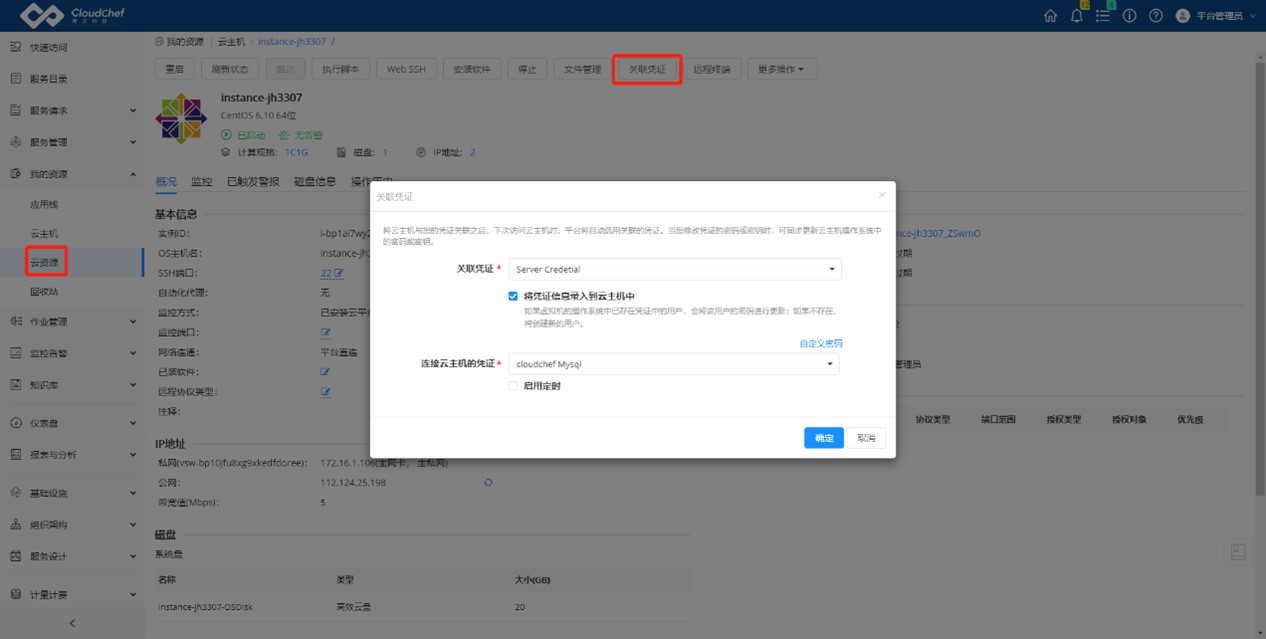 CloudChef
平台管理员
快速访问
服务目录
服务请求
服务管理
我的资源
应用栈
云主机
云资源
回收站
作业管理
监控告警
知识库
仪表盘
报表与分析
基础设施
组织架构
服务设计
计量计费
我的资源 云主机 / instance-jh3307 /
重启 刷新状态 启动 执行脚本 Web SSH 安装软件 停止 文件管理 关联凭证 远程终端 更多操作
instance-jh3307
CentOS 6.10 64位
已启动 无告警
计算规格: 1C1G 磁盘: 1 IP地址: 2
概况 监控 已触发警报 磁盘信息 操作历史
基本信息
实例ID: i-bp1al7wy2
OS主机名: instance-jh3
SSH端口: 22
自动化代理: 无
监控方式: 已安装云平台
监控端口:
网络连通: 平台直连
已装软件:
远程协议类型:
注释:
nce-jh3307_ZSwmO
过期
过期
管理员
协议类型 端口范围 授权类型 授权对象 优先级
关联凭证
将云主机与您的凭证关联之后，下次访问云主机时，平台将自动选用关联的凭证。当您修改凭证的密码或密钥时，可同步更新云主机操作系统中
的密码或密钥。
关联凭证 * Server Credetial
将凭证信息录入到云主机中
如果虚拟机的操作系统中已存在凭证中的用户，会将该用户的密码进行更新；如果不存在，
将创建新的用户。
自定义密码
连接云主机的凭证 * cloudchef Mysql
启用定时
确定 取消
IP地址
私网(vsw-bp10jfu8xg9xkedfdoree): 172.16.1.106(主网卡， 主私网)
公网: 112.124.25.198
带宽值(Mbps): 5
磁盘
系统盘
名称 类型 大小(GB)
instance-jh3307-OSDisk 高效云盘 20